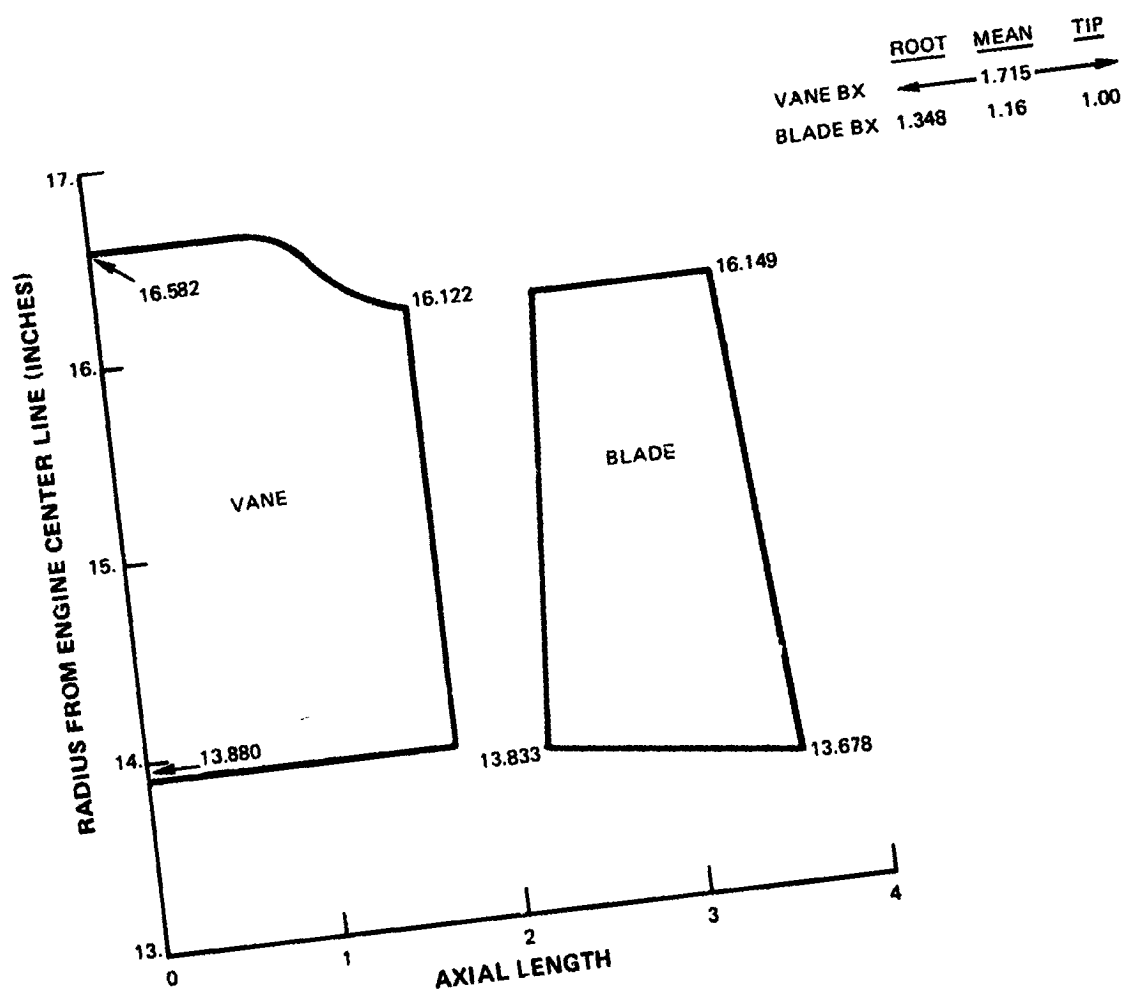 ROOT MEAN TIP
VANE BX 1.715
BLADE BX 1.348 1.16 1.00
17.
16.582
16.122
16.149
16.
RADIUS FROM ENGINE CENTER LINE (INCHES)
BLADE
VANE
15.
14.
13.880
13.833
13.678
13.
0
1
2
3
4
AXIAL LENGTH